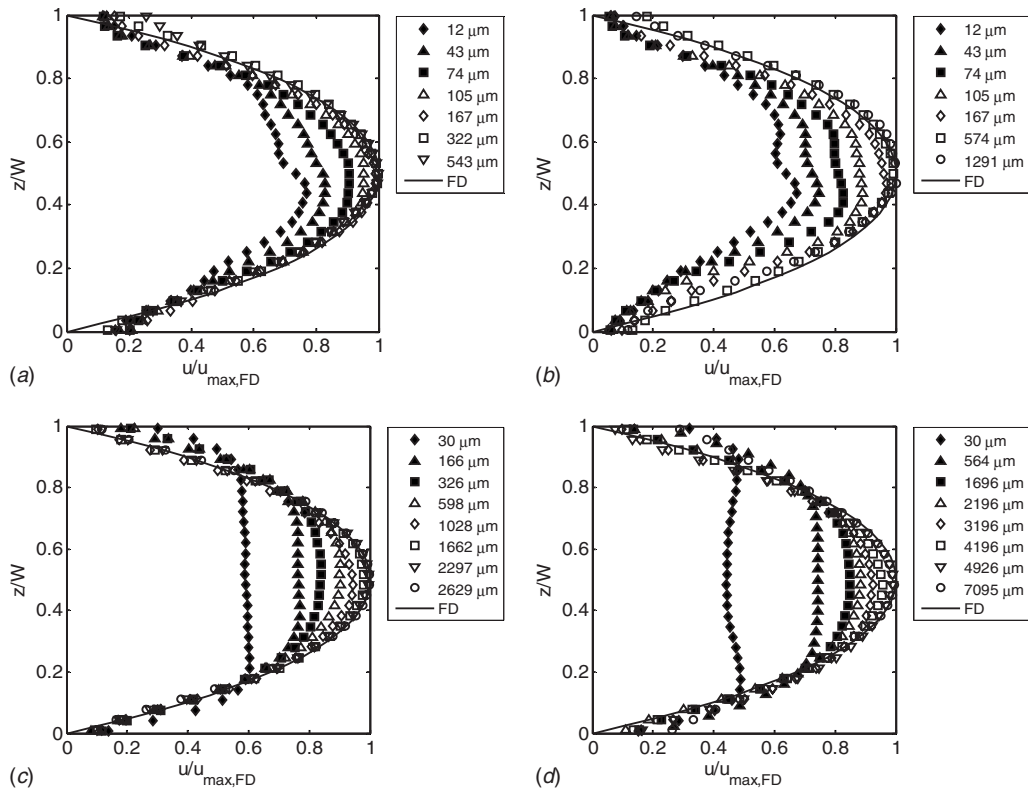 1
0.8
0.6
0.4
0.2
0
z/W
0 0.2 0.4 0.6 0.8 1
u/u max,FD
(a)
12 μm
43 μm
74 μm
105 μm
167 μm
322 μm
543 μm
FD
1
0.8
0.6
0.4
0.2
0
z/W
0 0.2 0.4 0.6 0.8 1
u/u max,FD
(b)
12 μm
43 μm
74 μm
105 μm
167 μm
574 μm
1291 μm
FD
1
0.8
0.6
0.4
0.2
0
z/W
0 0.2 0.4 0.6 0.8 1
u/u max,FD
(c)
30 μm
166 μm
326 μm
598 μm
1028 μm
1662 μm
2297 μm
2629 μm
FD
1
0.8
0.6
0.4
0.2
0
z/W
0 0.2 0.4 0.6 0.8 1
u/u max,FD
(d)
30 μm
564 μm
1696 μm
2196 μm
3196 μm
4196 μm
4926 μm
7095 μm
FD